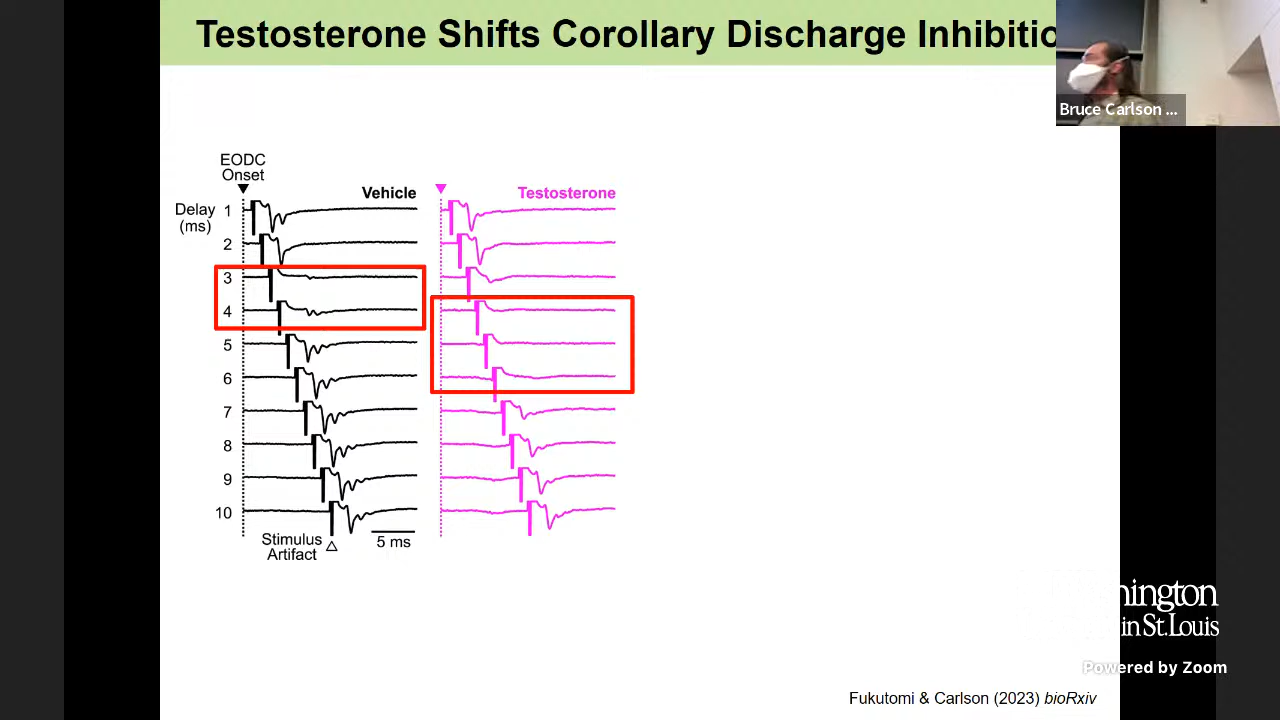 Testosterone Shifts Corollary Discharge Inhibitio
Bruce Carlson ...
EODC
Onset
Vehicle
Testosterone
Delay
(ms)
1
2
3
4
5
6
7
8
9
10
Stimulus
Artifact
5 ms
hington
in St. Louis
Powered by Zoom
Fukutomi & Carlson (2023) bioRxiv